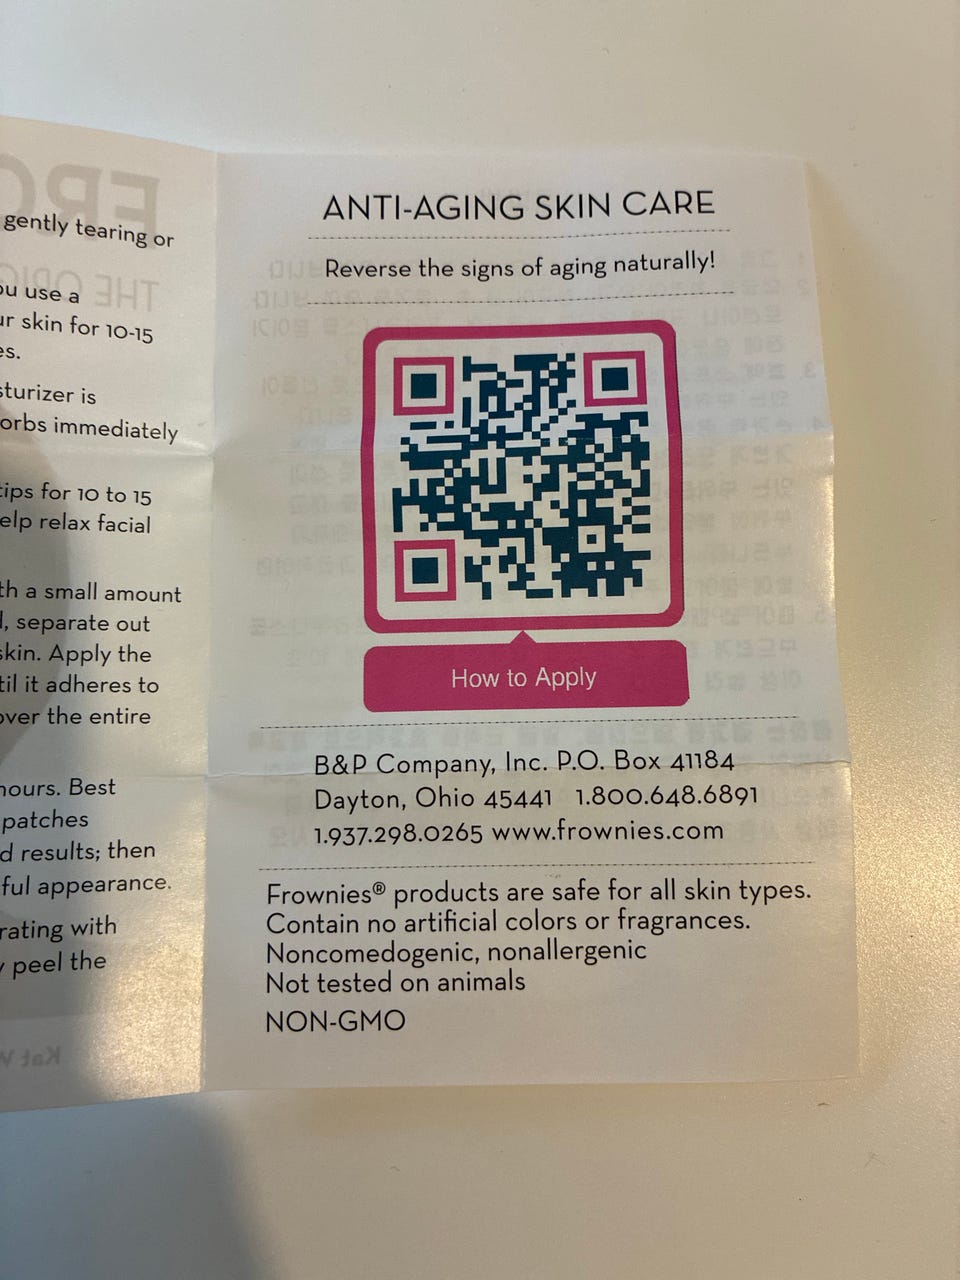 gently tearing or
u use a
ur skin for 10-15
es.
sturizer is
orbs immediately
tips for 10 to 15
elp relax facial
th a small amount
, separate out
skin. Apply the
til it adheres to
over the entire
hours. Best
patches
d results; then
ful appearance.
rating with
y peel the
ANTI-AGING SKIN CARE
Reverse the signs of aging naturally!
How to Apply
B&P Company, Inc. P.O. Box 41184
Dayton, Ohio 45441 1.800.648.6891
1.937.298.0265 www.frownies.com
Frownies® products are safe for all skin types.
Contain no artificial colors or fragrances.
Noncomedogenic, nonallergenic
Not tested on animals
NON-GMO